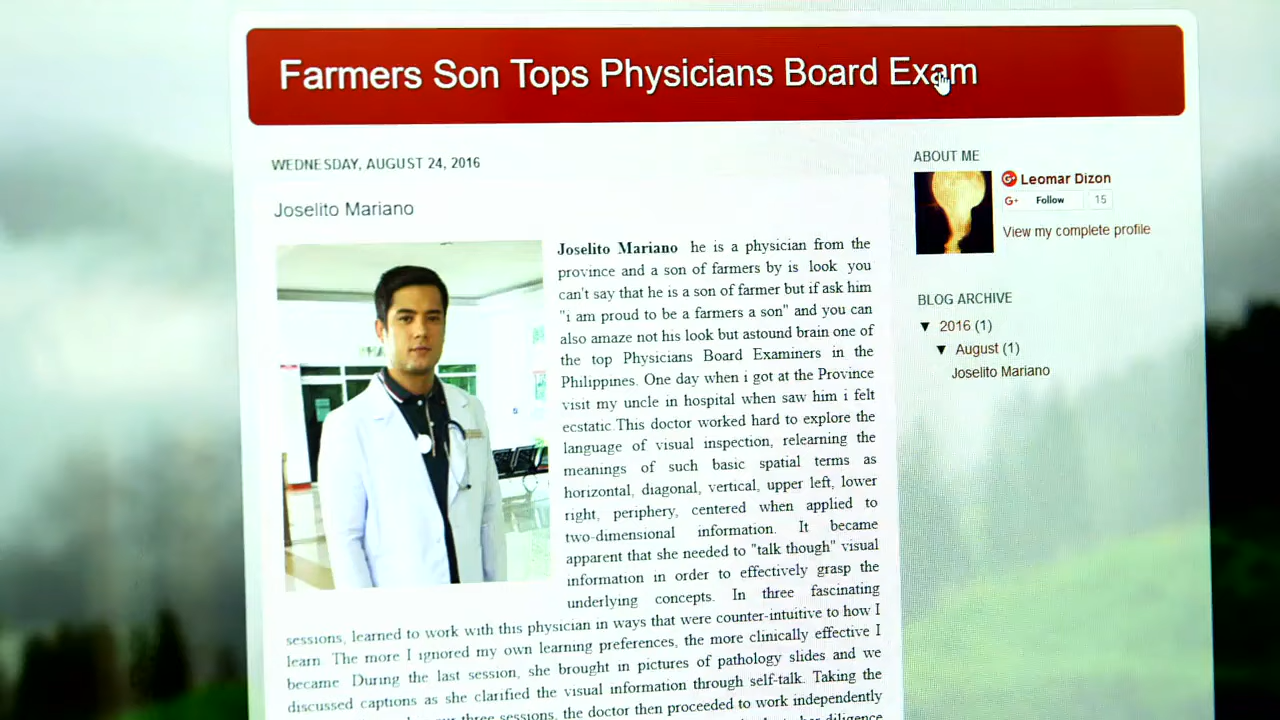 Farmers Son Tops Physicians Board Exam
WEDNESDAY, AUGUST 24, 2016
Joselito Mariano
Joselito Mariano he is a physician from the
province and a son of farmers by is look you
can't say that he is a son of farmer but if ask him
"i am proud to be a farmers a son" and you can
also amaze not his look but astound brain one of
the top Physicians Board Examiners in the
Philippines. One day when i got at the Province
visit my uncle in hospital when saw him i felt
ecstatic.This doctor worked hard to explore the
language of visual inspection, relearning the
meanings of such basic spatial terms as
horizontal, diagonal, vertical, upper left, lower
right, periphery, centered when applied to
two-dimensional information. It became
apparent that she needed to "talk though" visual
information in order to effectively grasp the
underlying concepts. In three fascinating
sessions, learned to work with this physician in ways that were counter-intuitive to how I
learn. The more I ignored my own learning preferences, the more clinically effective I
became. During the last session, she brought in pictures of pathology slides and we
discussed captions as she clarified the visual information through self-talk. Taking the
three sessions, the doctor then proceeded to work independently
diligence
ABOUT ME
Leomar Dizon
G+ Follow 15
View my complete profile
BLOG ARCHIVE
▼ 2016 (1)
▼ August (1)
Joselito Mariano